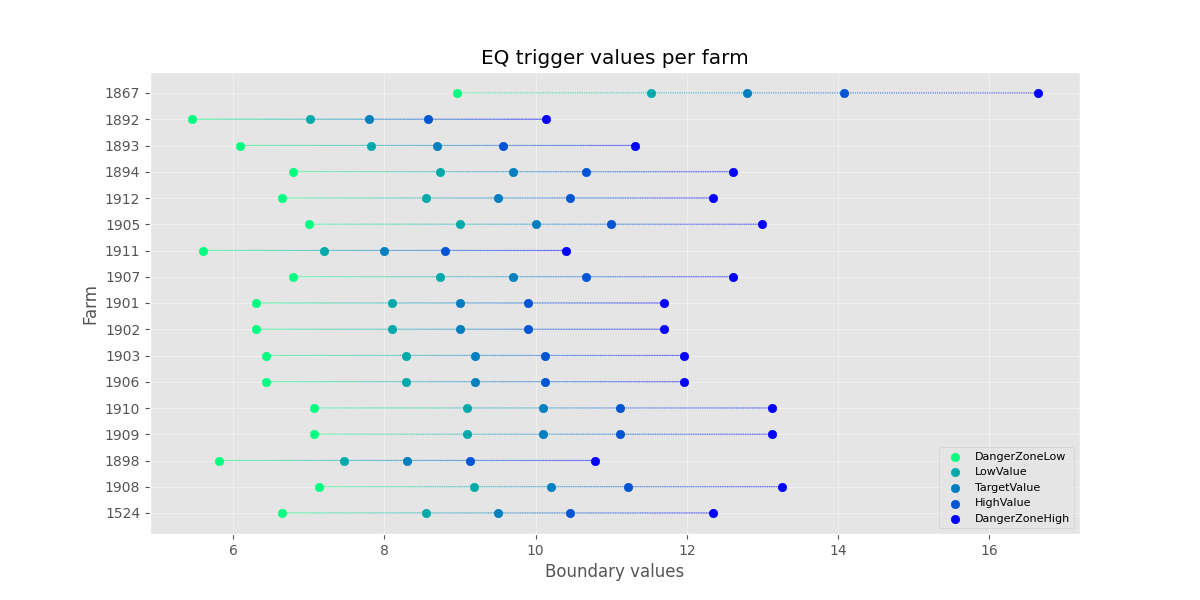 EQ trigger values per farm
Farm
1867
1892
1893
1894
1912
1905
1911
1907
1901
1902
1903
1906
1910
1909
1898
1908
1524
DangerZoneLow
LowValue
TargetValue
HighValue
DangerZoneHigh
6 8 10 12 14 16
Boundary values